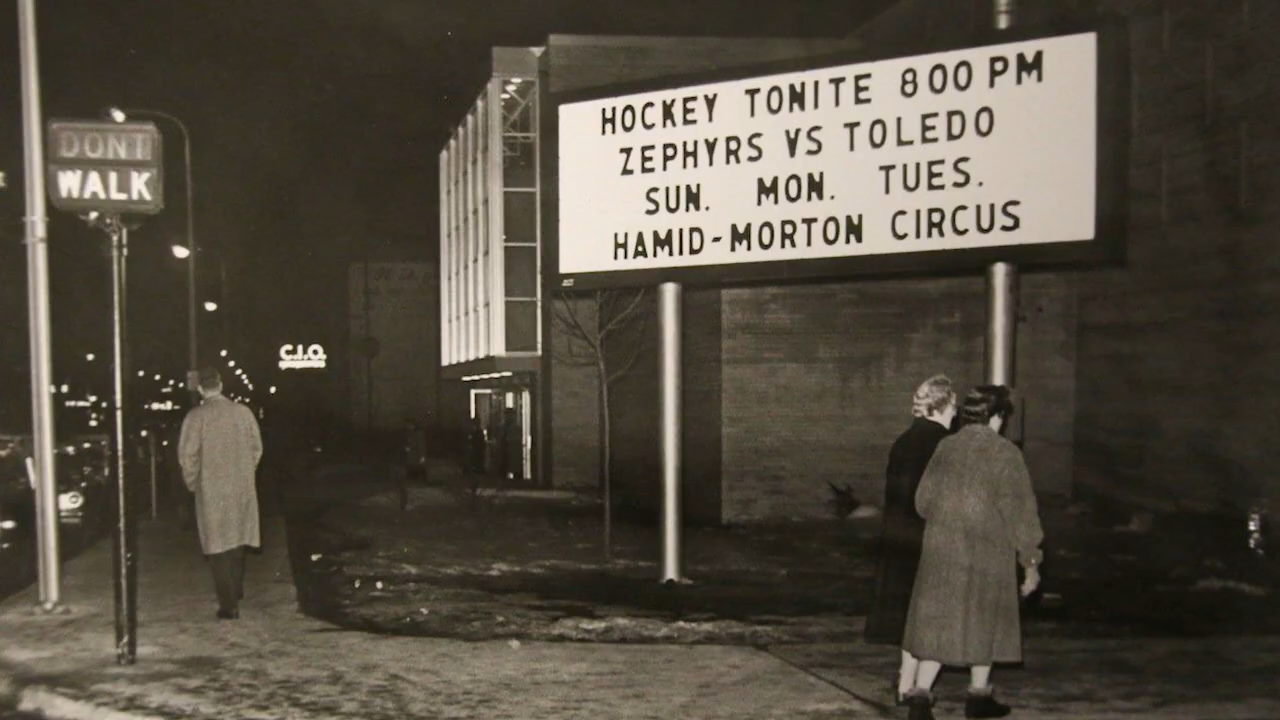 DONT
WALK
C.I.O.
HOCKEY TONITE 800 PM
ZEPHYRS VS TOLEDO
SUN. MON. TUES.
HAMID-MORTON CIRCUS